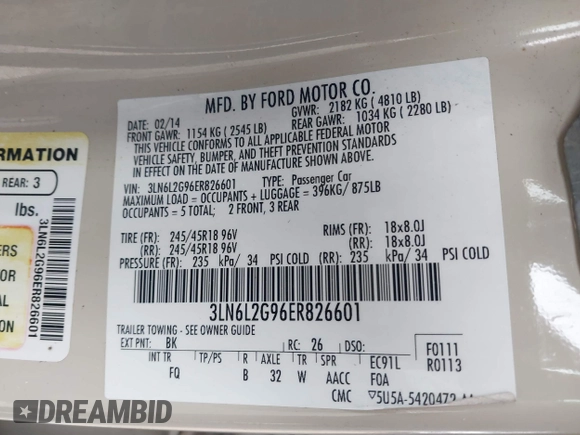 MFD. BY FORD MOTOR CO.
DATE: 02/14
GVWR: 2182 KG ( 4810 LB)
FRONT GAWR: 1154 KG ( 2545 LB)
REAR GAWR: 1034 KG ( 2280 LB)
THIS VEHICLE CONFORMS TO ALL APPLICABLE FEDERAL MOTOR
VEHICLE SAFETY, BUMPER, AND THEFT PREVENTION STANDARDS
IN EFFECT ON THE DATE OF MANUFACTURE SHOWN ABOVE.
VIN: 3LN6L2G96ER826601 TYPE: Passenger Car
MAXIMUM LOAD = OCCUPANTS + LUGGAGE = 396KG/ 875LB
OCCUPANTS = 5 TOTAL; 2 FRONT, 3 REAR
TIRE (FR): 245/45R18 96V RIMS (FR): 18x8.0J
(RR): 245/45R18 96V (RR): 18x8.0J
PRESSURE (FR): 235 kPa/ 34 PSI COLD (RR): 235 kPa/ 34 PSI COLD
3LN6L2G96ER826601
TRAILER TOWING - SEE OWNER GUIDE
EXT PNT: BK RC: 26 DSO: F0111
R0113
INT TR TP/PS R AXLE TR SPR EC91L
FQ B 32 W AACC FOA
CMC ▽5U5A-5420472
RMATION
REAR: 3
lbs.
ERS
OR
AL
ION
3LN6L2G96ER826601
DREAMBID